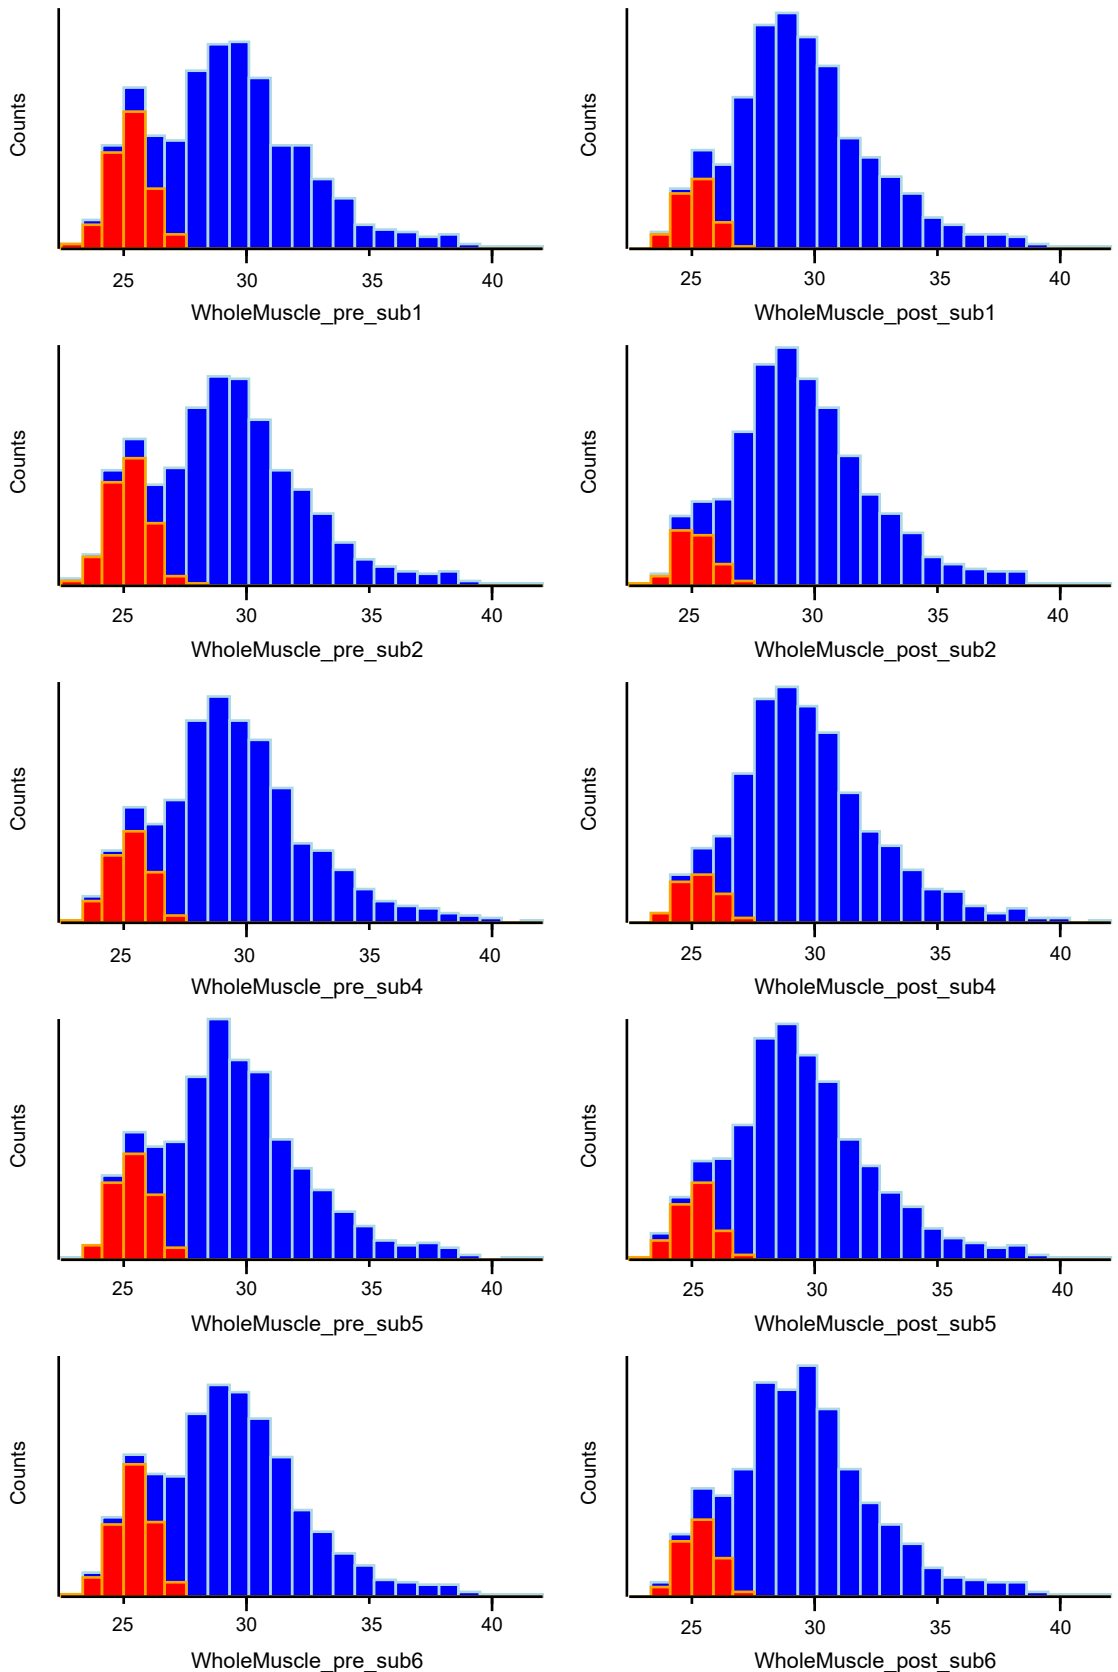 Counts
25 30 35 40
WholeMuscle_pre_sub1
Counts
25 30 35 40
WholeMuscle_post_sub1
Counts
25 30 35 40
WholeMuscle_pre_sub2
Counts
25 30 35 40
WholeMuscle_post_sub2
Counts
25 30 35 40
WholeMuscle_pre_sub4
Counts
25 30 35 40
WholeMuscle_post_sub4
Counts
25 30 35 40
WholeMuscle_pre_sub5
Counts
25 30 35 40
WholeMuscle_post_sub5
Counts
25 30 35 40
WholeMuscle_pre_sub6
Counts
25 30 35 40
WholeMuscle_post_sub6